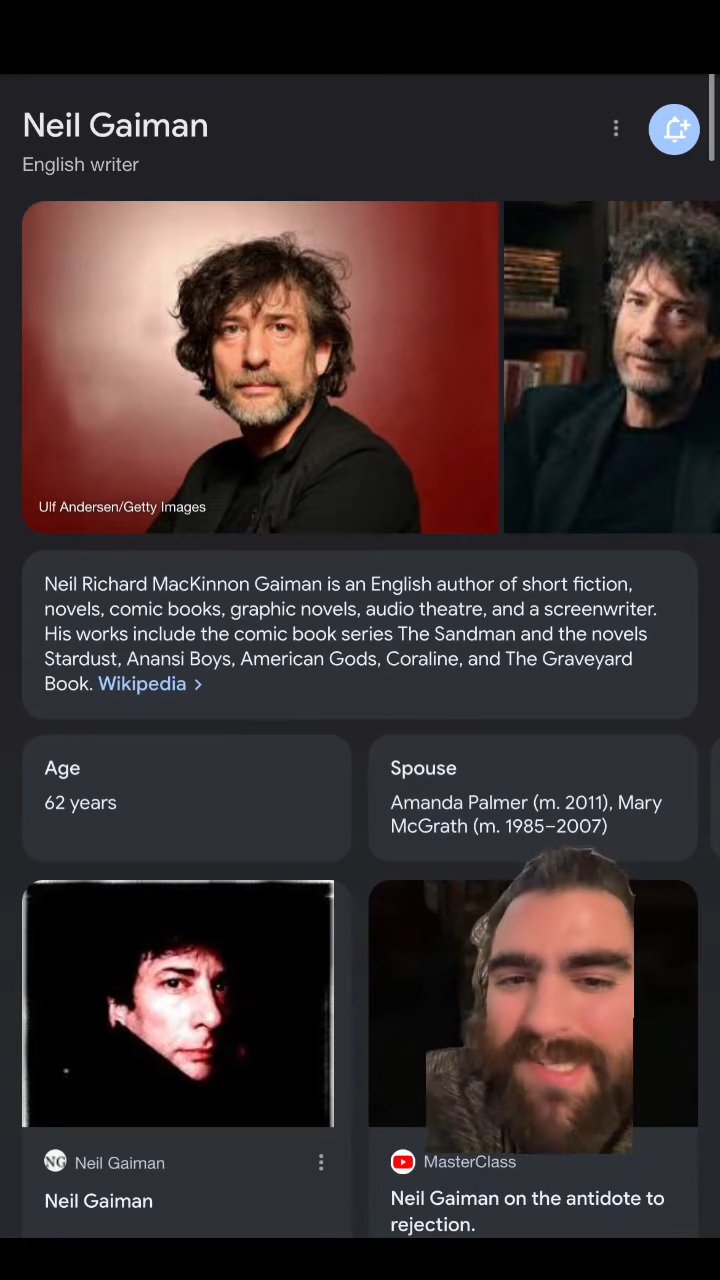 Neil Gaiman
English writer
Ulf Andersen/Getty Images
Neil Richard MacKinnon Gaiman is an English author of short fiction,
novels, comic books, graphic novels, audio theatre, and a screenwriter.
His works include the comic book series The Sandman and the novels
Stardust, Anansi Boys, American Gods, Coraline, and The Graveyard
Book. Wikipedia >
Age
62 years
Spouse
Amanda Palmer (m. 2011), Mary
McGrath (m. 1985–2007)
NG Neil Gaiman
Neil Gaiman
MasterClass
Neil Gaiman on the antidote to
rejection.